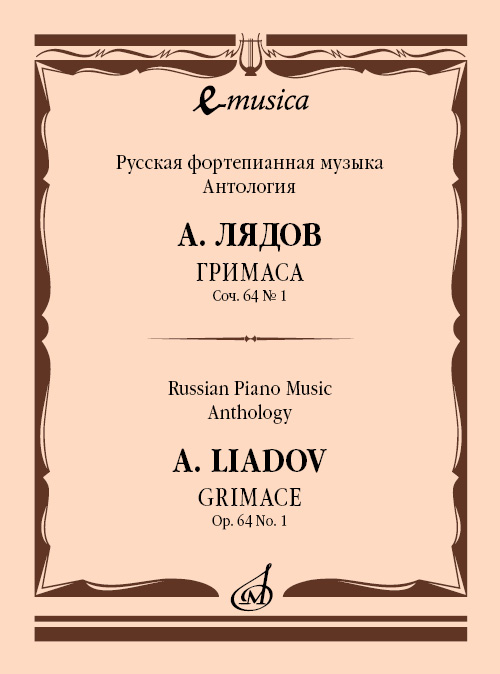 e-musica
Русская фортепианная музыка
Антология
А. ЛЯДОВ
ГРИМАСА
Соч. 64 № 1
Russian Piano Music
Anthology
A. LIADOV
GRIMACE
Op. 64 No. 1